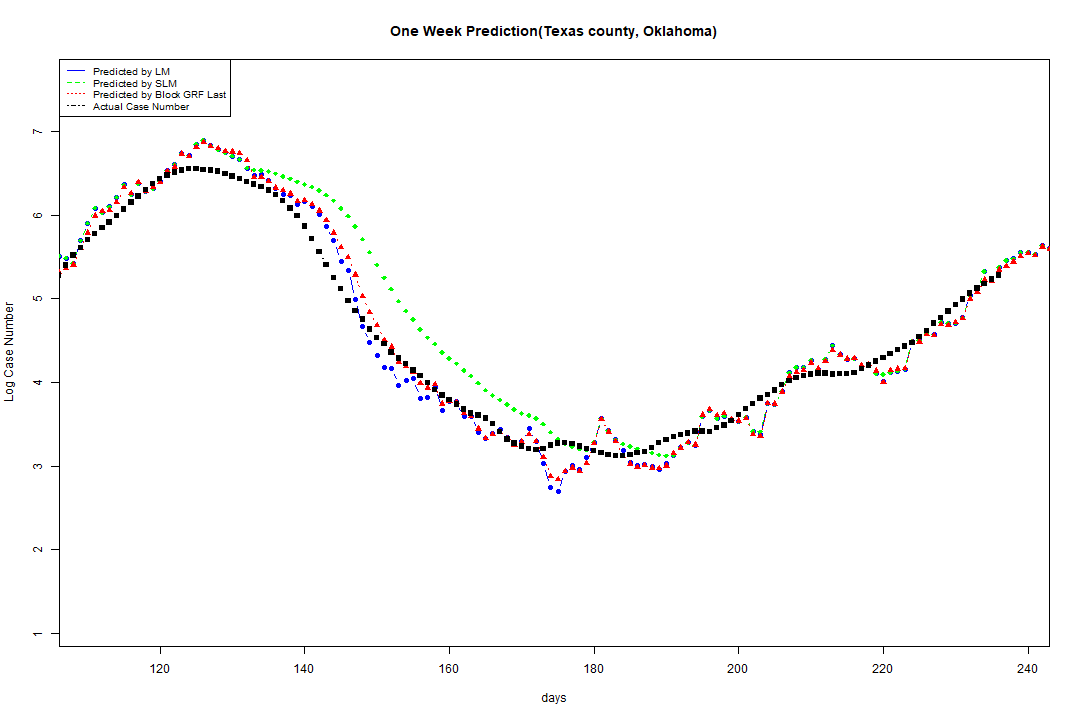 One Week Prediction(Texas county, Oklahoma)
Predicted by LM
Predicted by SLM
Predicted by Block GRF Last
Actual Case Number
7
6
5
4
3
2
1
Log Case Number
120 140 160 180 200 220 240
days